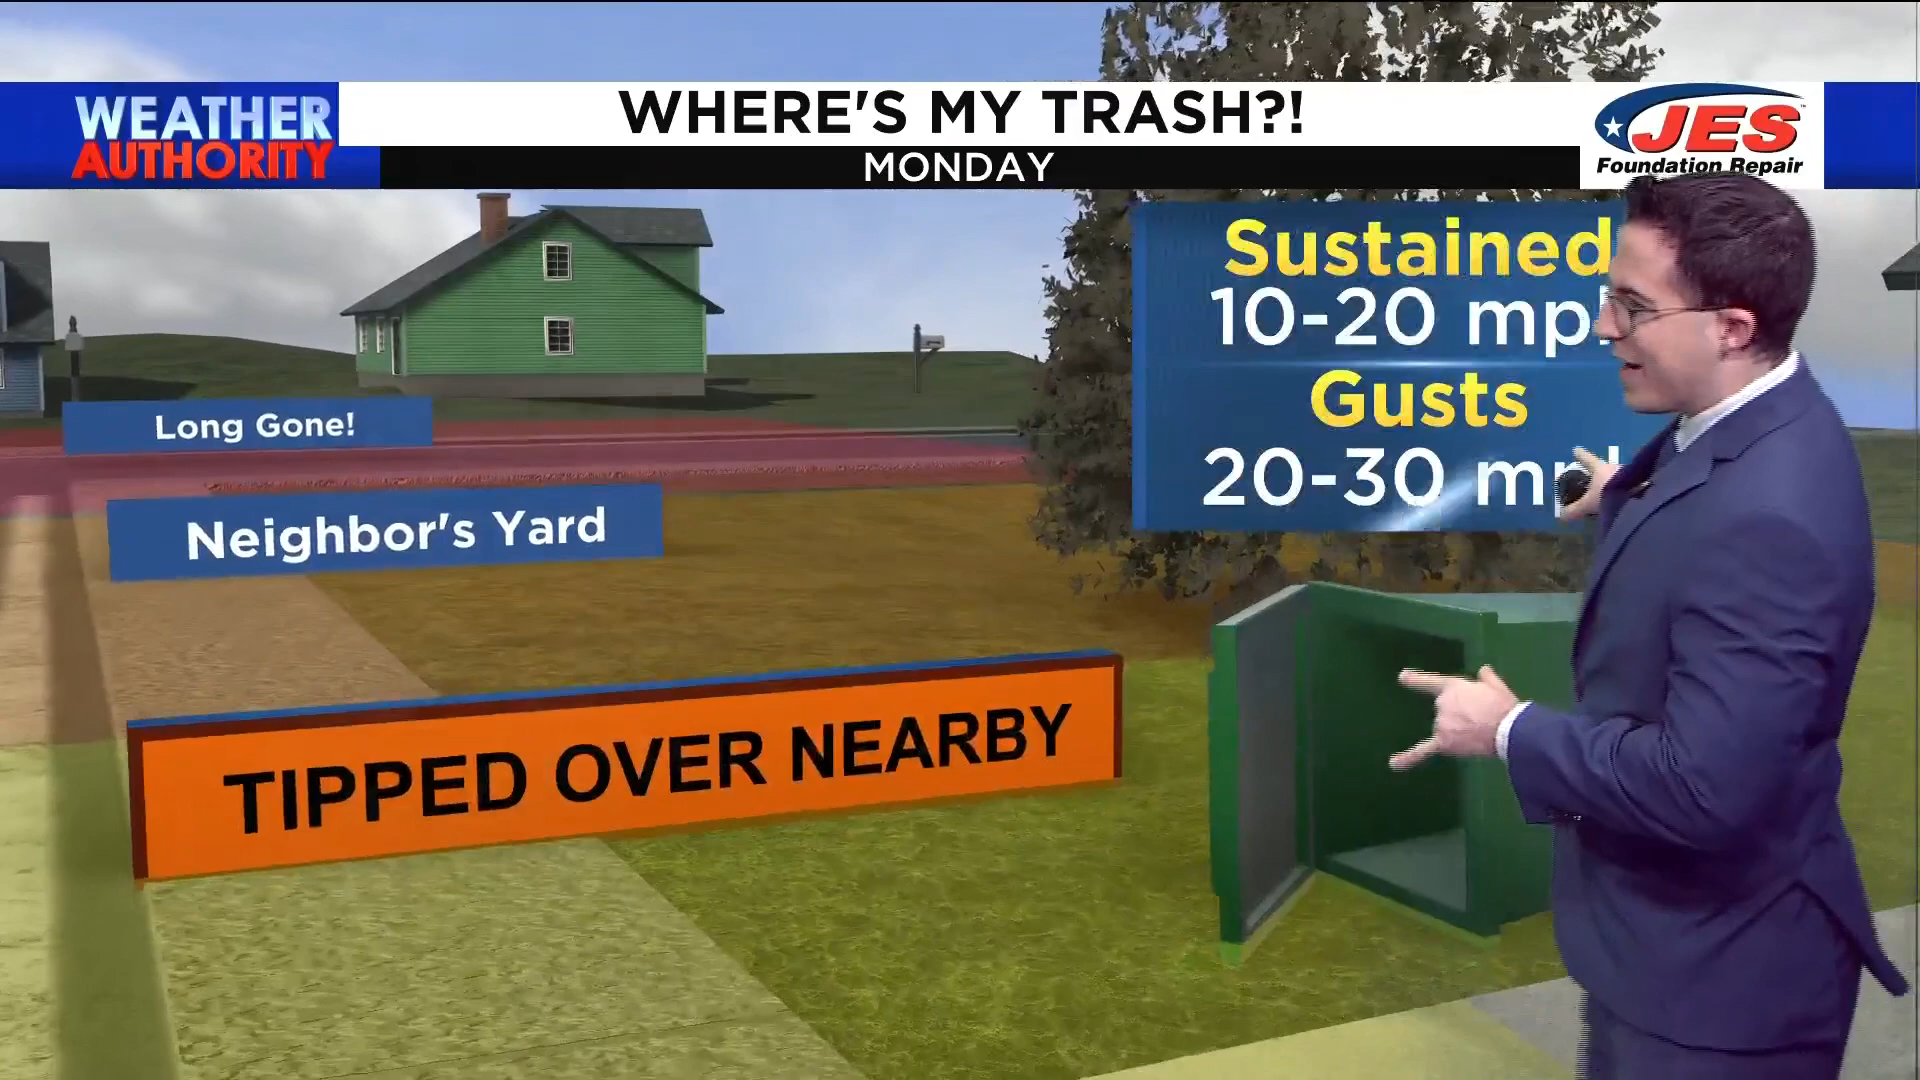 WEATHER
AUTHORITY
WHERE'S MY TRASH?!
MONDAY
JES
Foundation Repair
Sustained
10-20
Gusts
20-30
Long Gone!
Neighbor's Yard
TIPPED OVER NEARBY